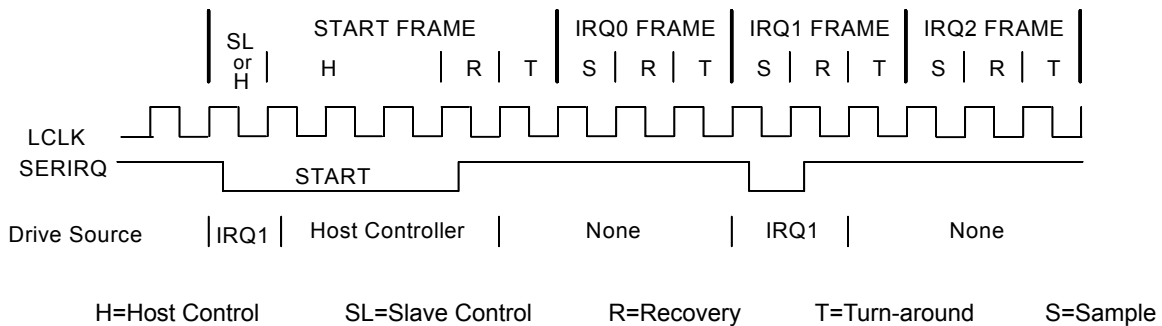 START FRAME IRQ0 FRAME IRQ1 FRAME IRQ2 FRAME
SL
or
H
H R T S R T S R T S R T
LCLK
SERIRQ
START
Drive Source IRQ1 Host Controller None IRQ1 None
H=Host Control SL=Slave Control R=Recovery T=Turn-around S=Sample